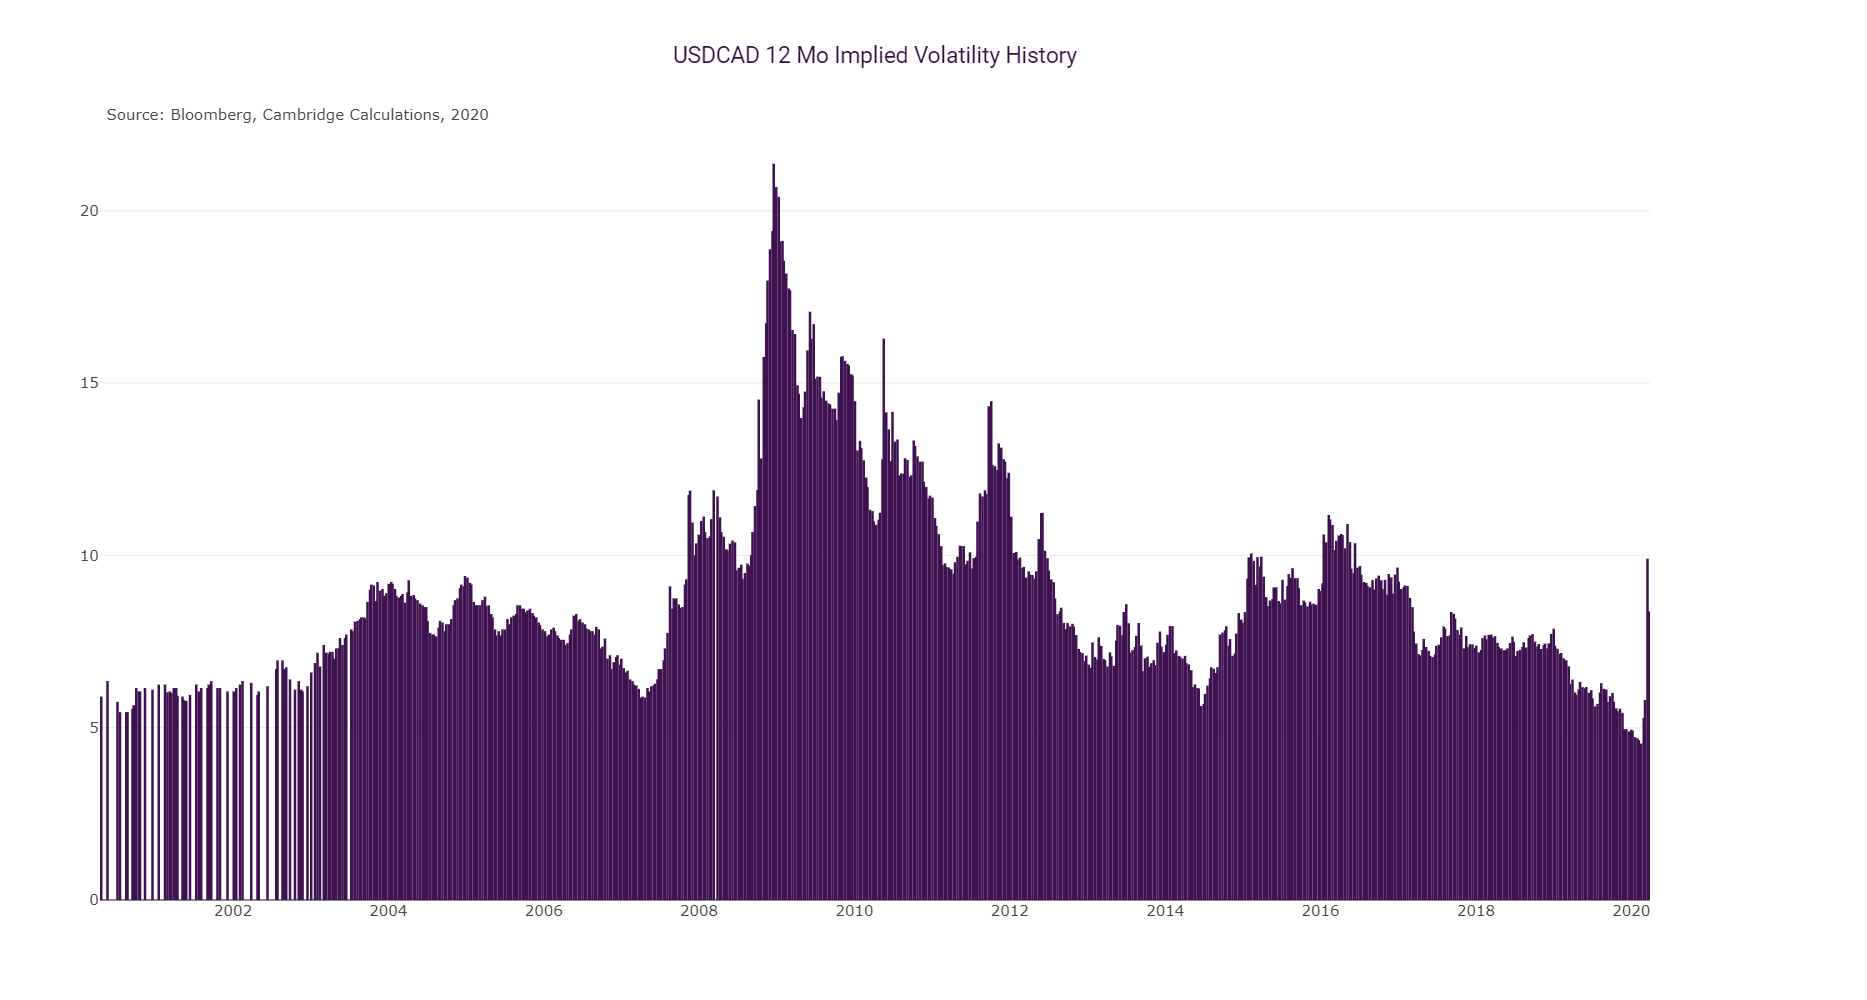 USDCAD 12 Mo Implied Volatility History
Source: Bloomberg, Cambridge Calculations, 2020
20
15
10
5
0
2002 2004 2006 2008 2010 2012 2014 2016 2018 2020